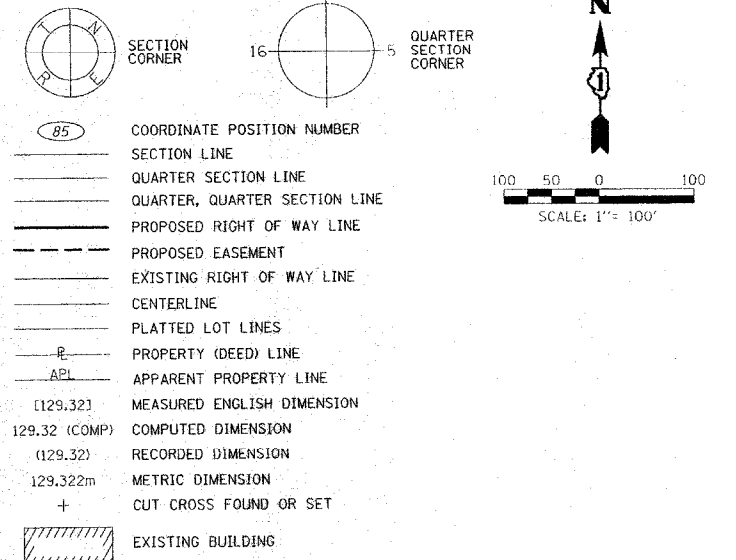 T N
R E
SECTION
CORNER
16 5
QUARTER
SECTION
CORNER
N
1
85 COORDINATE POSITION NUMBER
SECTION LINE
QUARTER SECTION LINE
QUARTER, QUARTER SECTION LINE
PROPOSED RIGHT OF WAY LINE
PROPOSED EASEMENT
EXISTING RIGHT OF WAY LINE
CENTERLINE
PLATTED LOT LINES
PL PROPERTY (DEED) LINE
APL APPARENT PROPERTY LINE
[129.32] MEASURED ENGLISH DIMENSION
129.32 (COMP) COMPUTED DIMENSION
(129.32) RECORDED DIMENSION
129.322m METRIC DIMENSION
+ CUT CROSS FOUND OR SET
EXISTING BUILDING
100 50 0 100
SCALE: 1''= 100'